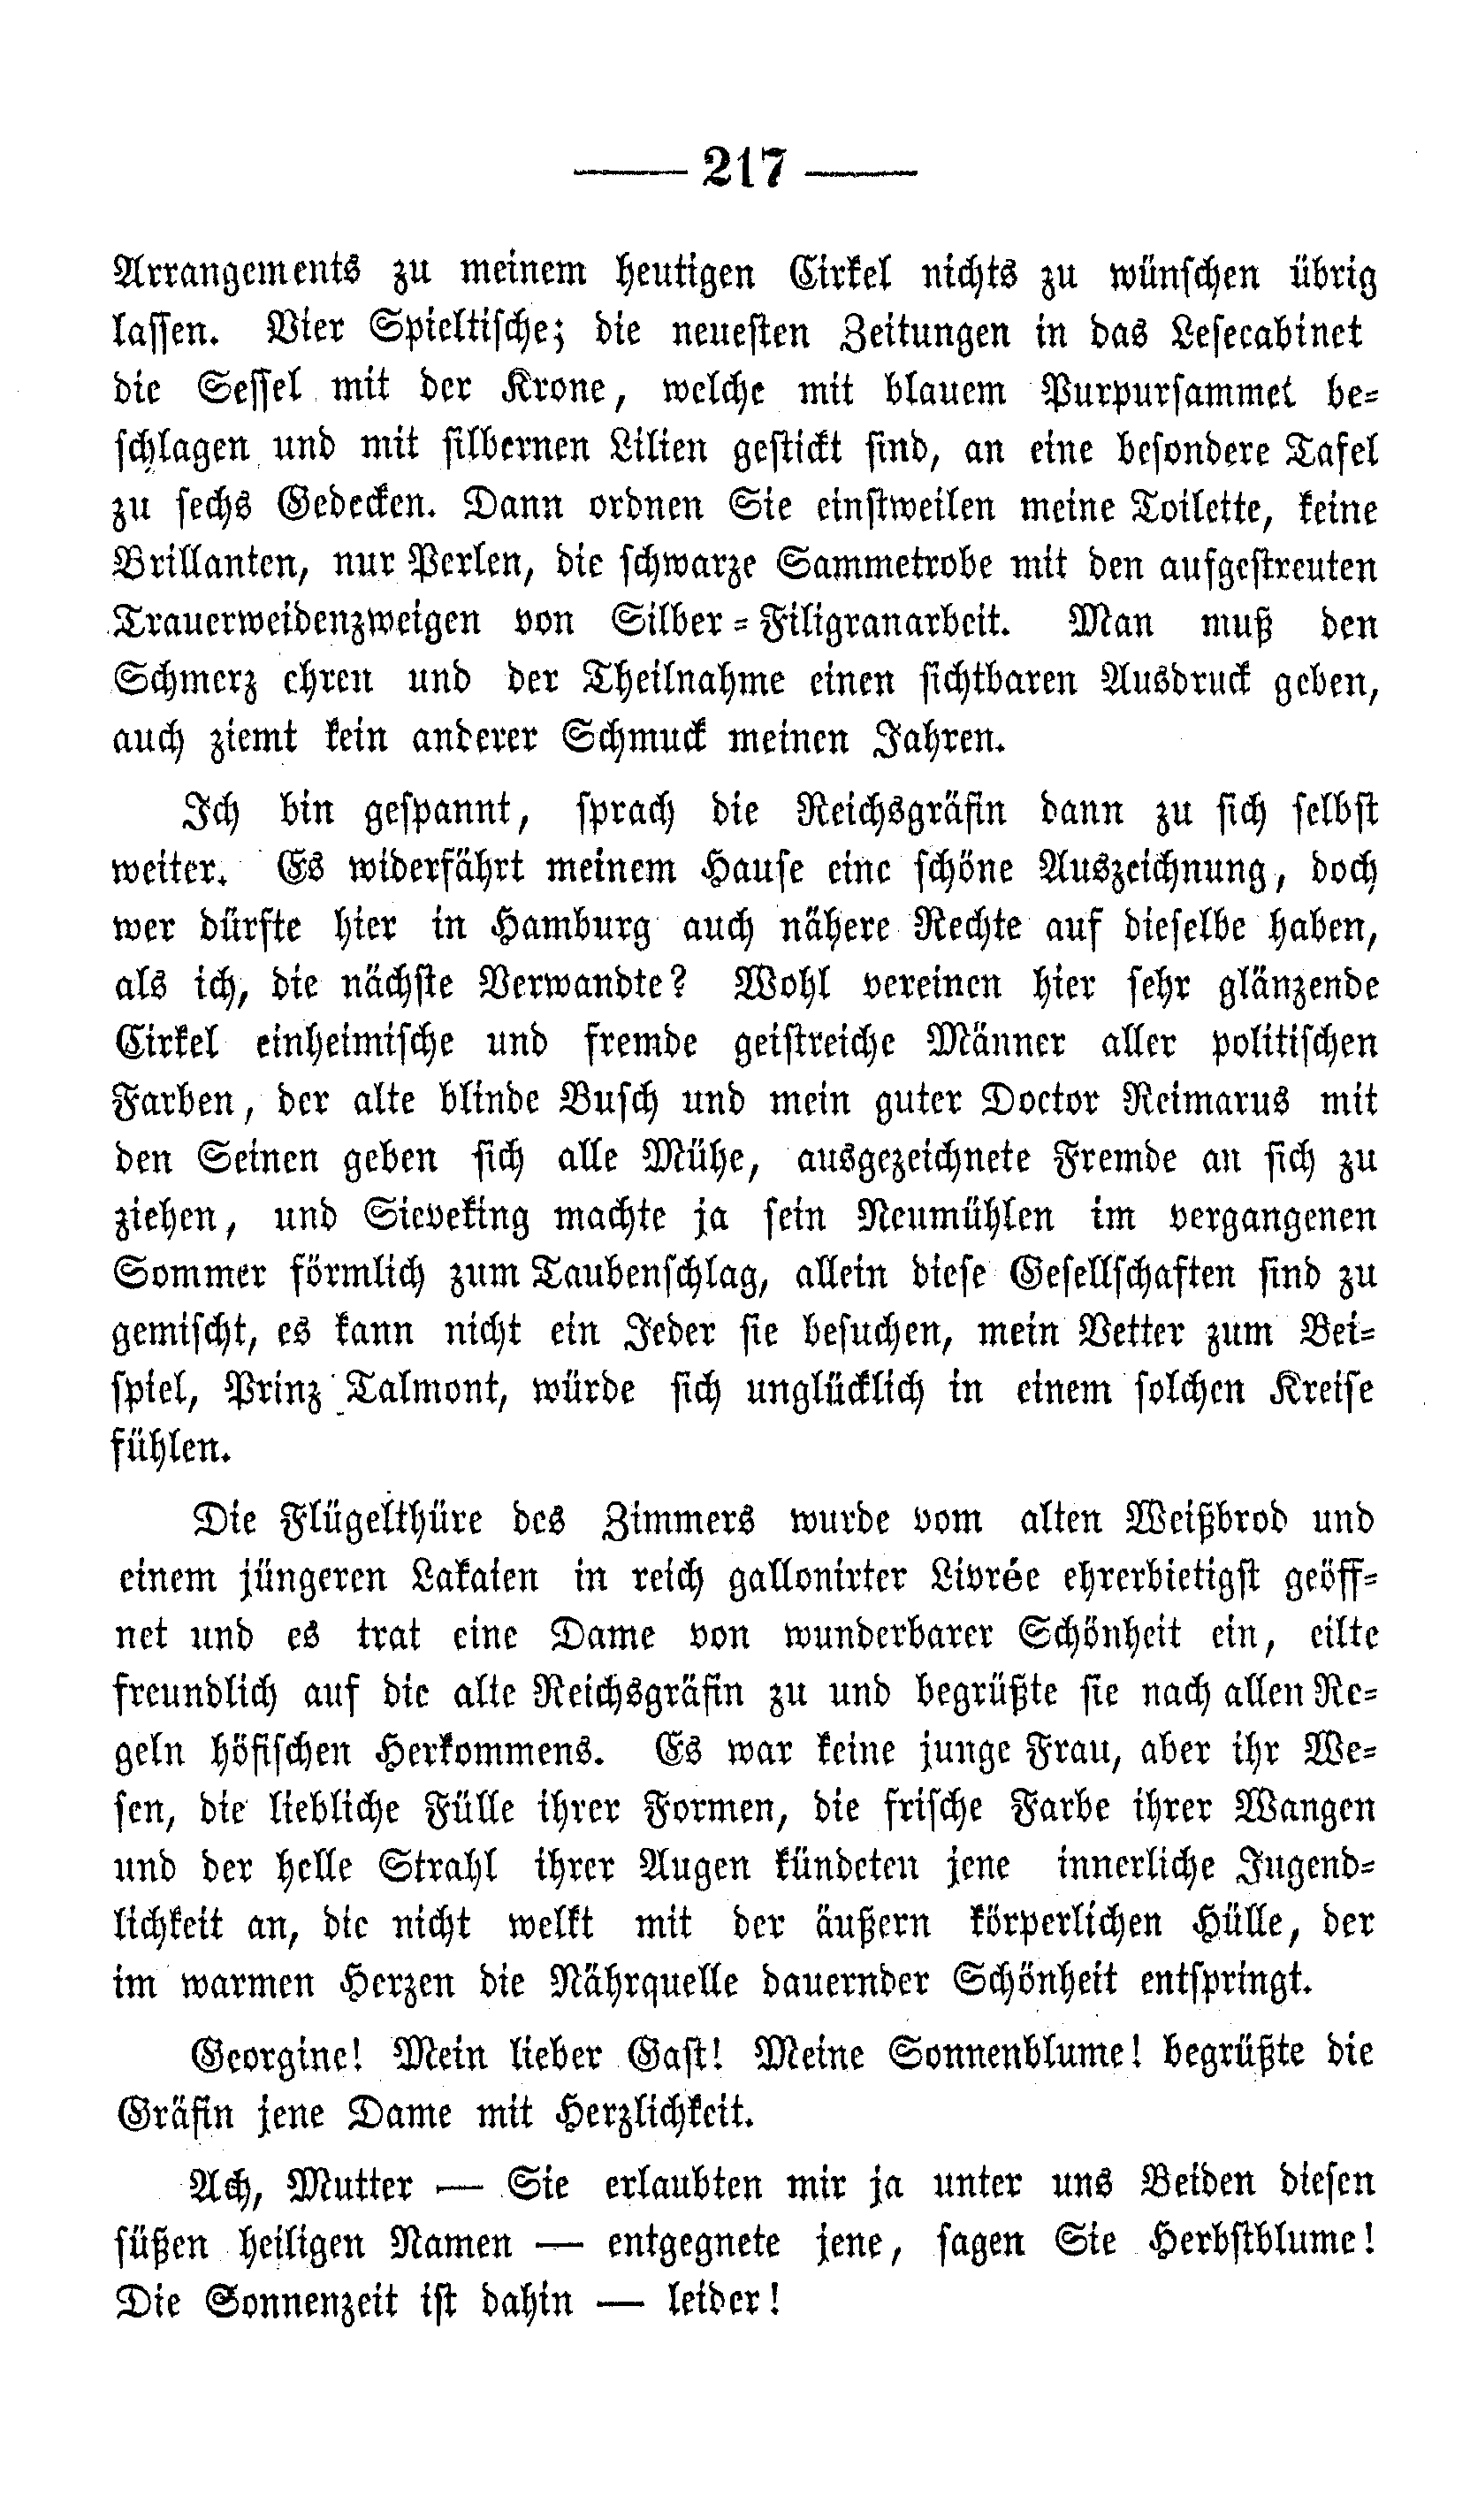 — 217 —
Arrangements zu meinem heutigen Cirkel nichts zu wünschen übrig
lassen. Vier Spieltische; die neuesten Zeitungen in das Lesecabinet
die Sessel mit der Krone, welche mit blauem Purpursammet be-
schlagen und mit silbernen Lilien gestickt sind, an eine besondere Tafel
zu sechs Gedecken. Dann ordnen Sie einstweilen meine Toilette, keine
Brillanten, nur Perlen, die schwarze Sammetrobe mit den aufgestreuten
Trauerweidenzweigen von Silber-Filigranarbeit. Man muß den
Schmerz ehren und der Theilnahme einen sichtbaren Ausdruck geben,
auch ziemt kein anderer Schmuck meinen Jahren.
Ich bin gespannt, sprach die Reichsgräfin dann zu sich selbst
weiter. Es widerfährt meinem Hause eine schöne Auszeichnung, doch
wer dürfte hier in Hamburg auch nähere Rechte auf dieselbe haben,
als ich, die nächste Verwandte? Wohl vereinen hier sehr glänzende
Cirkel einheimische und fremde geistreiche Männer aller politischen
Farben, der alte blinde Busch und mein guter Doctor Reimarus mit
den Seinen geben sich alle Mühe, ausgezeichnete Fremde an sich zu
ziehen, und Sieveking machte ja sein Neumühlen im vergangenen
Sommer förmlich zum Taubenschlag, allein diese Gesellschaften sind zu
gemischt, es kann nicht ein Jeder sie besuchen, mein Vetter zum Bei-
spiel, Prinz Talmont, würde sich unglücklich in einem solchen Kreise
fühlen.
Die Flügelthüre des Zimmers wurde vom alten Weißbrod und
einem jüngeren Lakaien in reich gallonirter Livrée ehrerbietigst geöff-
net und es trat eine Dame von wunderbarer Schönheit ein, eilte
freundlich auf die alte Reichsgräfin zu und begrüßte sie nach allen Re-
geln höfischen Herkommens. Es war keine junge Frau, aber ihr We-
sen, die liebliche Fülle ihrer Formen, die frische Farbe ihrer Wangen
und der helle Strahl ihrer Augen kündeten jene innerliche Jugend-
lichkeit an, die nicht welkt mit der äußern körperlichen Hülle, der
im warmen Herzen die Nährquelle dauernder Schönheit entspringt.
Georgine! Mein lieber Gast! Meine Sonnenblume! begrüßte die
Gräfin jene Dame mit Herzlichkeit.
Ach, Mutter — Sie erlaubten mir ja unter uns Beiden diesen
süßen heiligen Namen — entgegnete jene, sagen Sie Herbstblume!
Die Sonnenzeit ist dahin — leider!